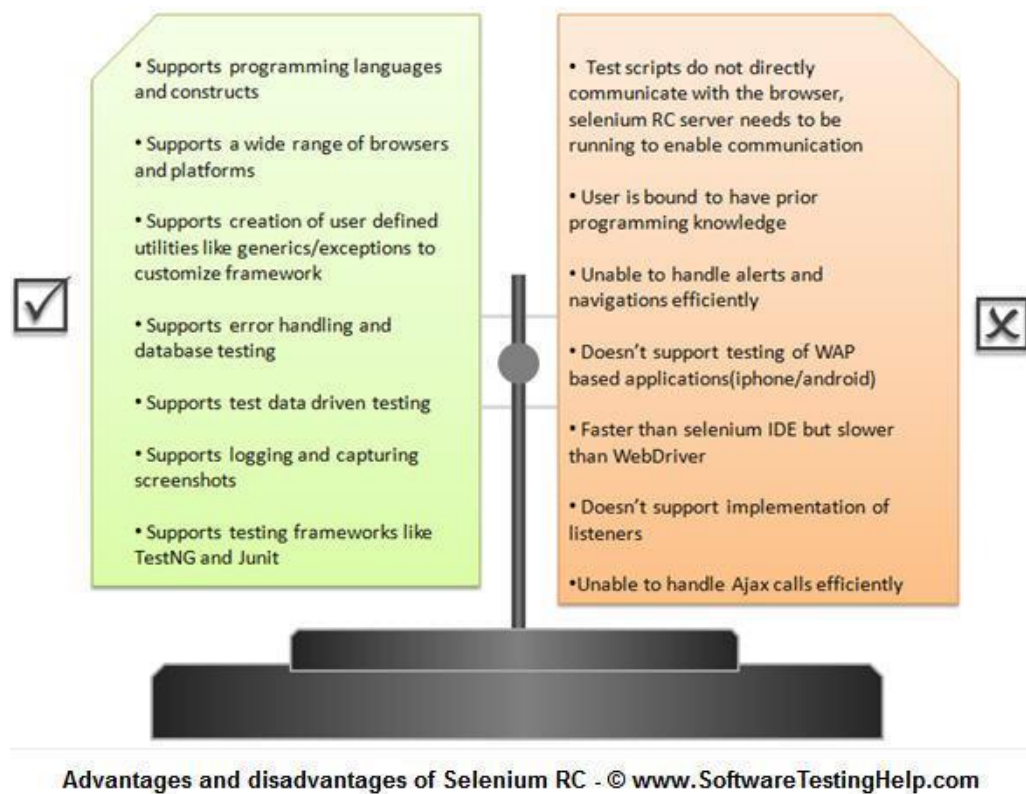 • Supports programming languages
and constructs
• Supports a wide range of browsers
and platforms
• Supports creation of user defined
utilities like generics/exceptions to
customize framework
• Supports error handling and
database testing
• Supports test data driven testing
• Supports logging and capturing
screenshots
• Supports testing frameworks like
TestNG and Junit
• Test scripts do not directly
communicate with the browser,
selenium RC server needs to be
running to enable communication
• User is bound to have prior
programming knowledge
• Unable to handle alerts and
navigations efficiently
• Doesn't support testing of WAP
based applications(iphone/android)
• Faster than selenium IDE but slower
than WebDriver
• Doesn't support implementation of
listeners
•Unable to handle Ajax calls efficiently
Advantages and disadvantages of Selenium RC - © www.SoftwareTestingHelp.com